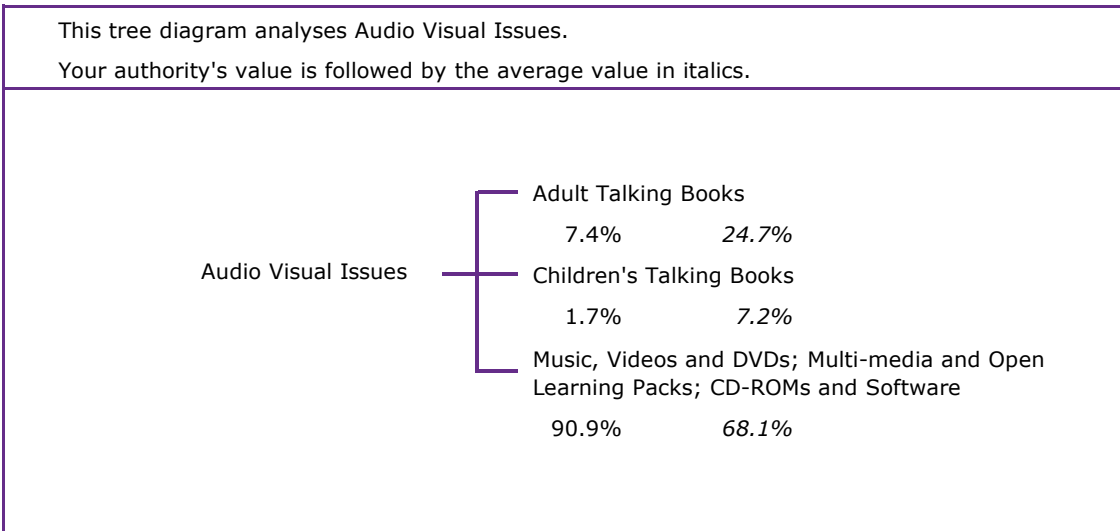 This tree diagram analyses Audio Visual Issues.
Your authority's value is followed by the average value in italics.
Adult Talking Books
7.4% 24.7%
Audio Visual Issues
Children's Talking Books
1.7% 7.2%
Music, Videos and DVDs; Multi-media and Open
Learning Packs; CD-ROMs and Software
90.9% 68.1%